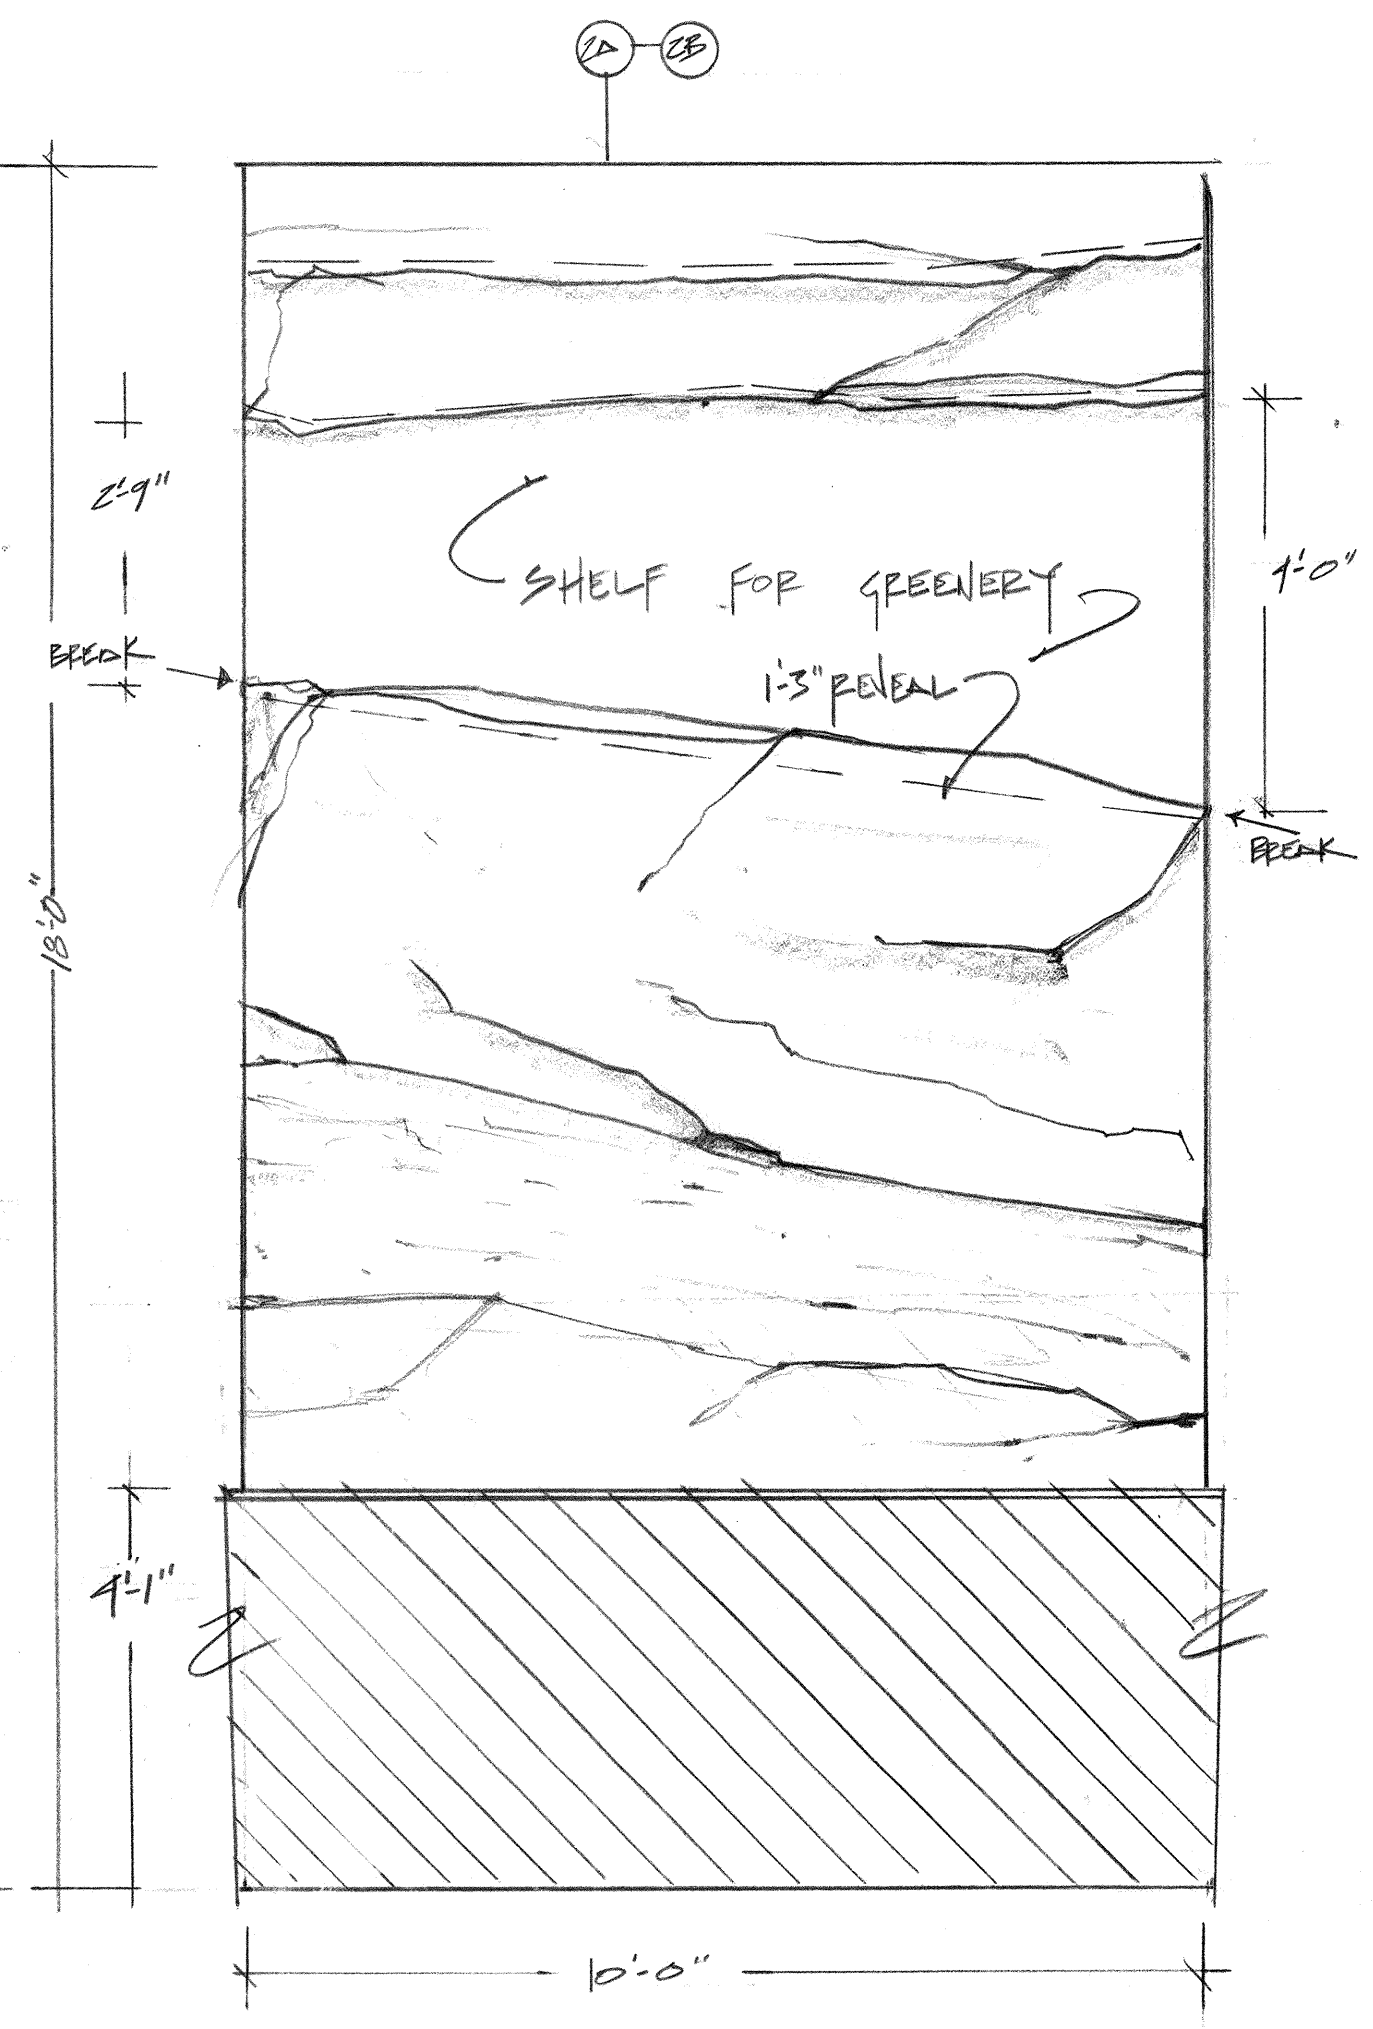 2A 2B
2'-9"
SHELF FOR GREENERY
4'-0"
BREAK
1'-3" REVEAL
BREAK
18'-0"
4'-1"
10'-0"